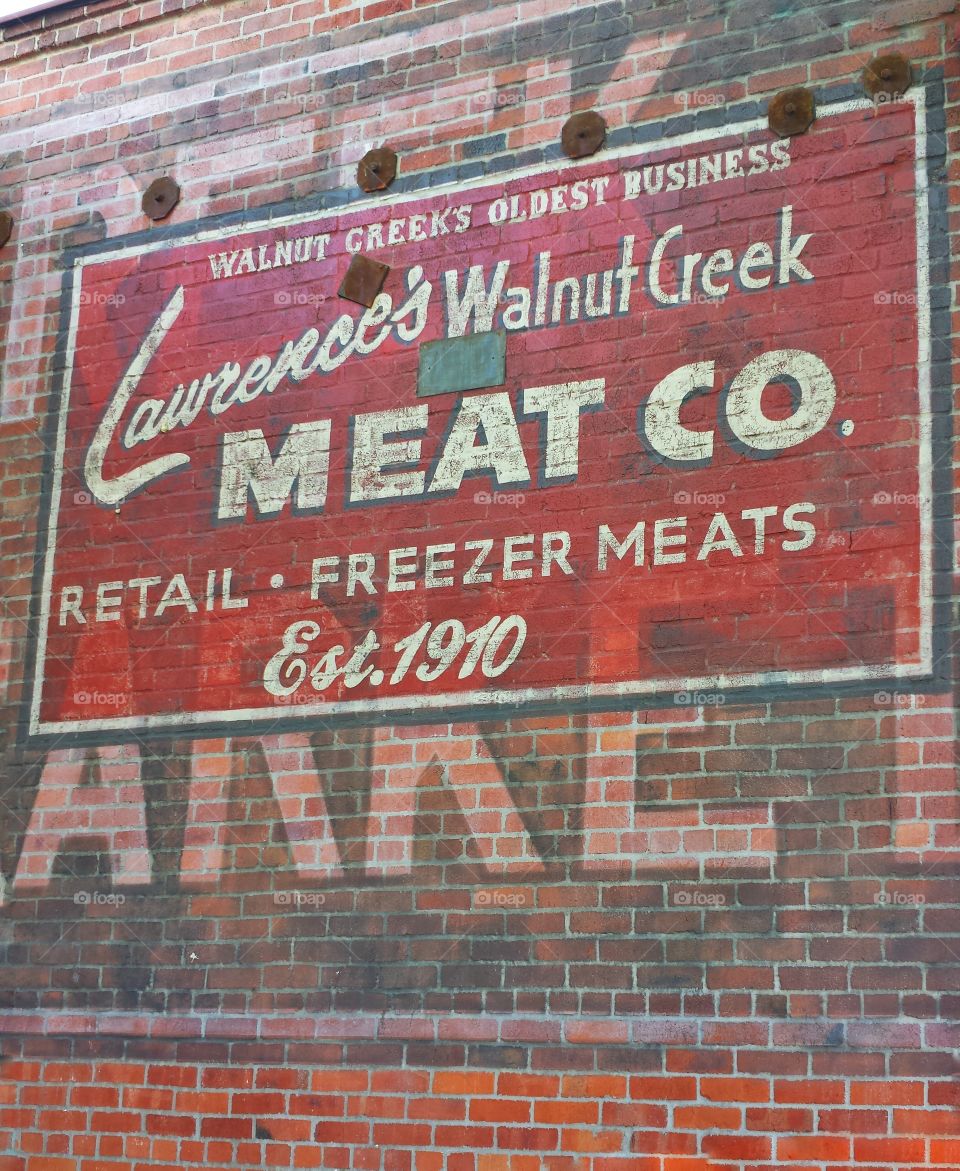 WALNUT CREEK'S OLDEST BUSINESS
Lawrence's Walnut Creek
MEAT CO.
RETAIL • FREEZER MEATS
Est. 1910